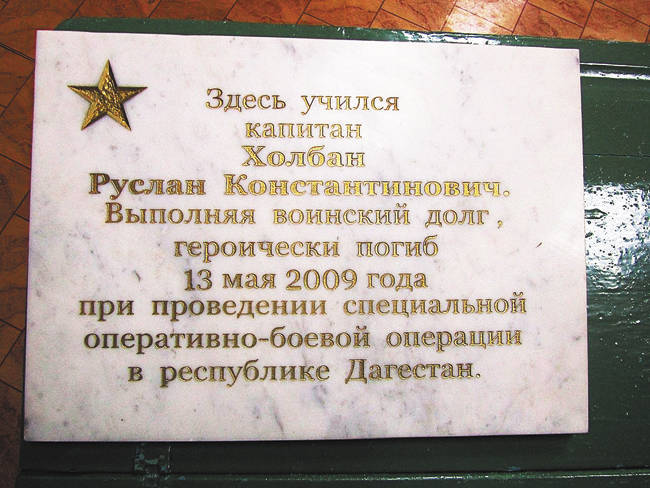 Здесь учился
капитан
Холбан
Руслан Константинович.
Выполняя воинский долг,
героически погиб
13 мая 2009 года
при проведении специальной
оперативно-боевой операции
в республике Дагестан.